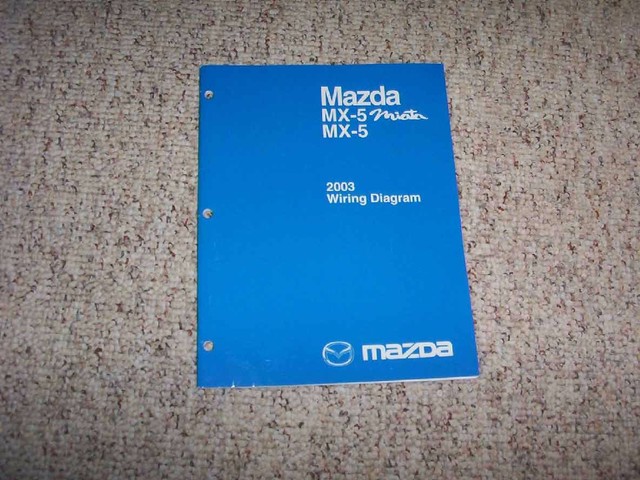 Mazda
MX-5 Miata
MX-5
2003
Wiring Diagram
mazda